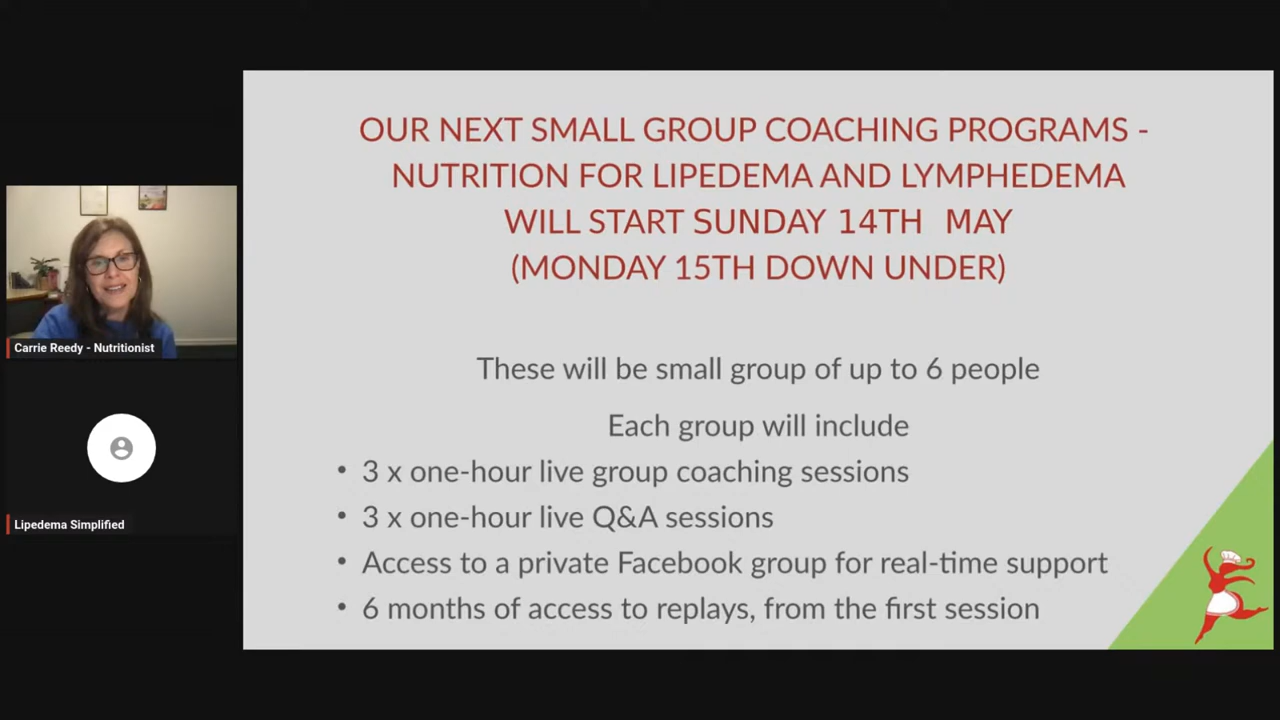 OUR NEXT SMALL GROUP COACHING PROGRAMS -
NUTRITION FOR LIPEDEMA AND LYMPHEDEMA
WILL START SUNDAY 14TH MAY
(MONDAY 15TH DOWN UNDER)
These will be small group of up to 6 people
Each group will include
• 3 x one-hour live group coaching sessions
• 3 x one-hour live Q&A sessions
• Access to a private Facebook group for real-time support
• 6 months of access to replays, from the first session
Carrie Reedy - Nutritionist
Lipedema Simplified